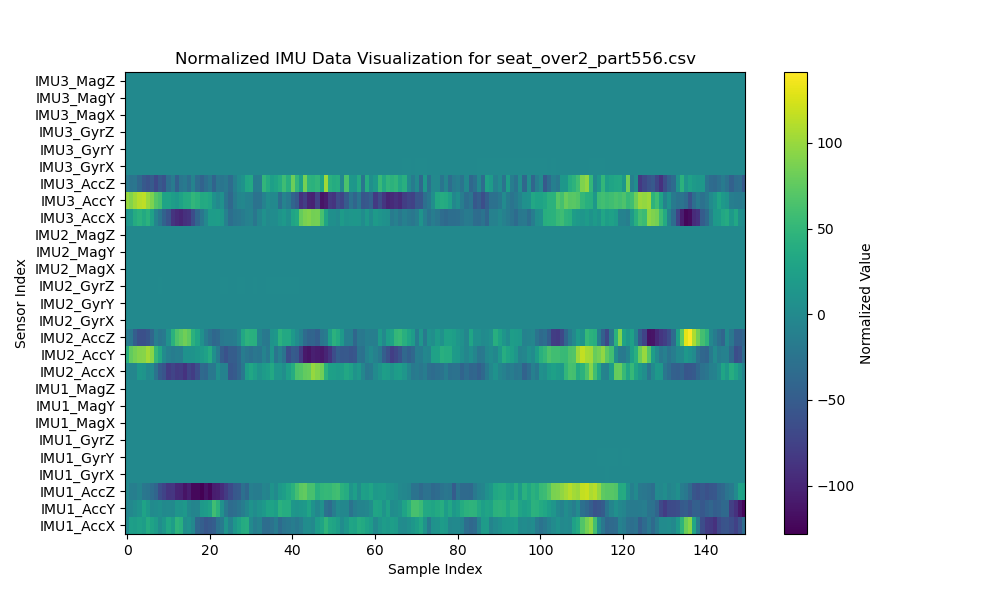 Normalized IMU Data Visualization for seat_over2_part556.csv
IMU3_MagZ
IMU3_MagY
IMU3_MagX
IMU3_GyrZ
IMU3_GyrY
IMU3_GyrX
IMU3_AccZ
IMU3_AccY
IMU3_AccX
IMU2_MagZ
IMU2_MagY
IMU2_MagX
IMU2_GyrZ
IMU2_GyrY
IMU2_GyrX
IMU2_AccZ
IMU2_AccY
IMU2_AccX
IMU1_MagZ
IMU1_MagY
IMU1_MagX
IMU1_GyrZ
IMU1_GyrY
IMU1_GyrX
IMU1_AccZ
IMU1_AccY
IMU1_AccX
Sensor Index
0 20 40 60 80 100 120 140
Sample Index
100
50
0
−50
−100
Normalized Value